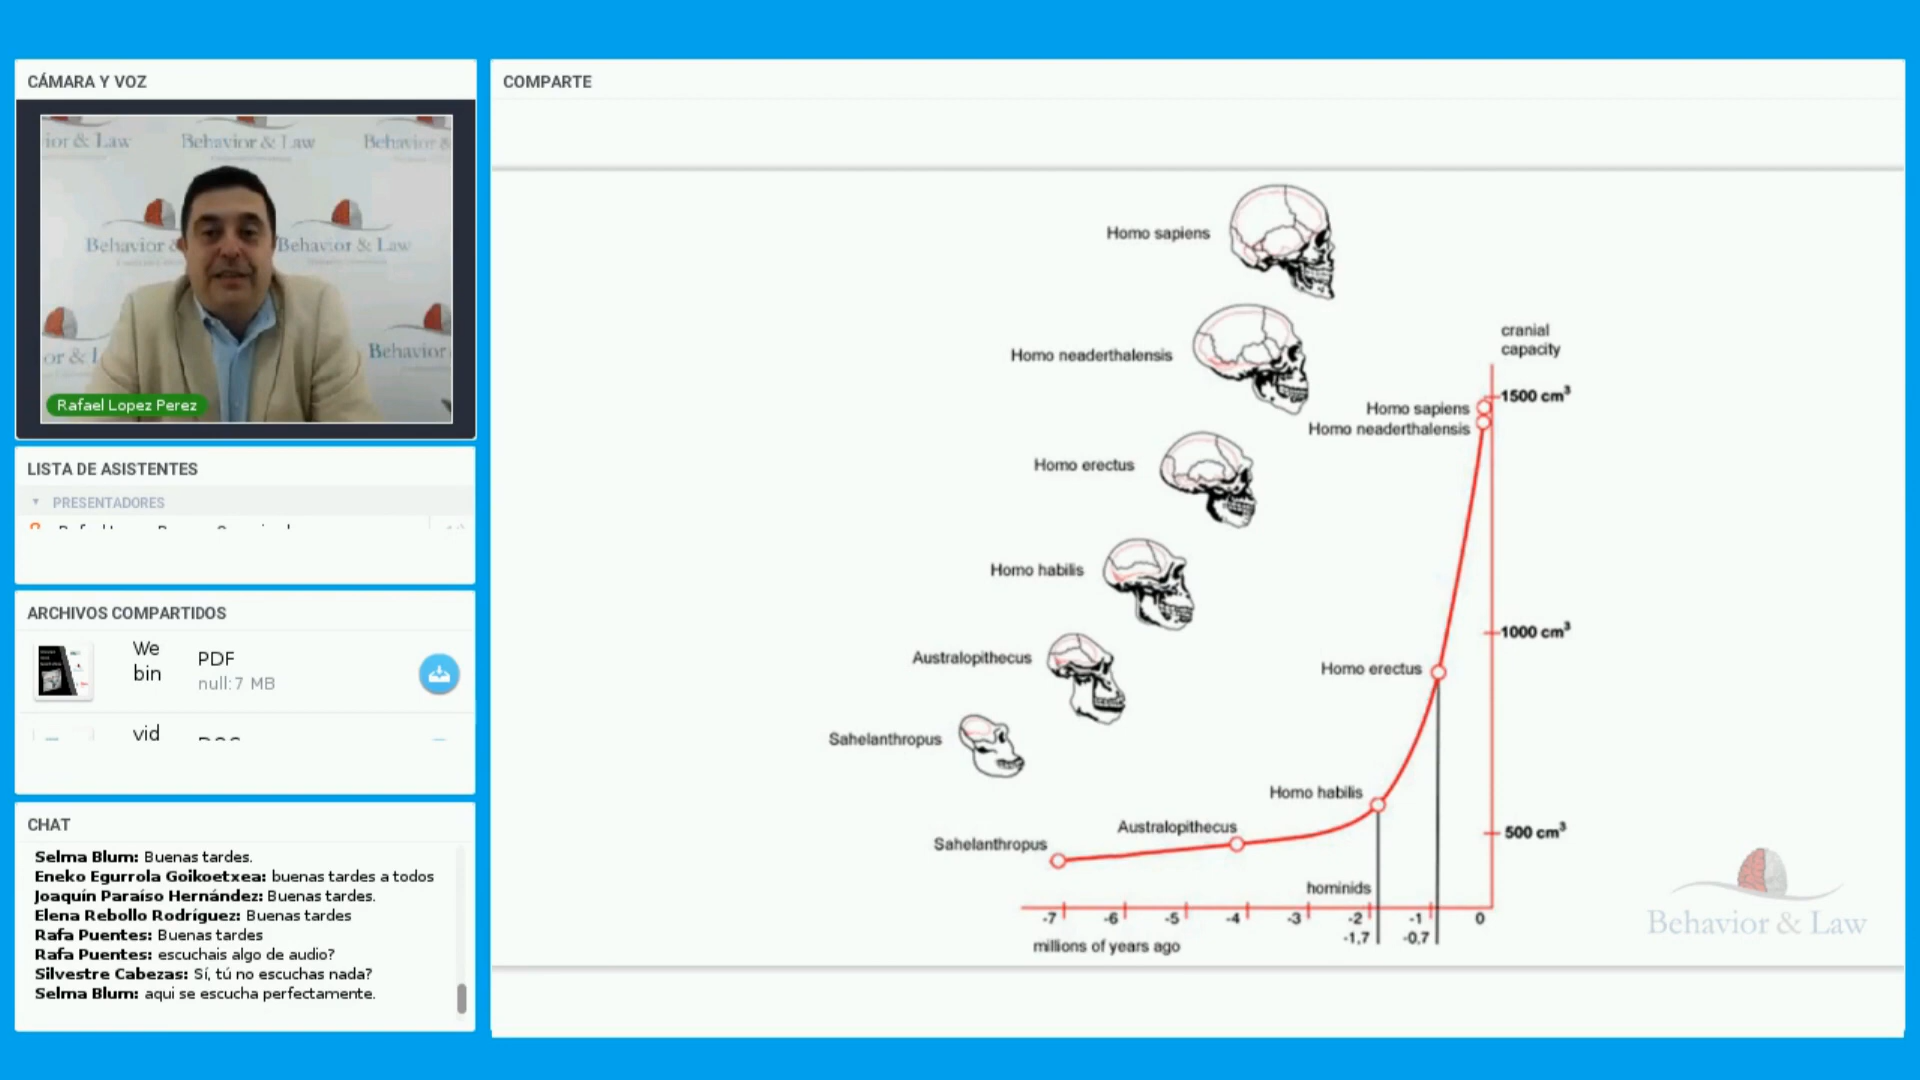 CÁMARA Y VOZ
ior & Law
Behavior & Law
Behavior &
Behavior &
Behavior & Law
or & L
Behavior
Rafael Lopez Perez
LISTA DE ASISTENTES
PRESENTADORES
ARCHIVOS COMPARTIDOS
We
bin
PDF
null:7 MB
vid
CHAT
Selma Blum: Buenas tardes.
Eneko Egurrola Goikoetxea: buenas tardes a todos
Joaquín Paraíso Hernández: Buenas tardes.
Elena Rebollo Rodríguez: Buenas tardes
Rafa Puentes: Buenas tardes
Rafa Puentes: escuchais algo de audio?
Silvestre Cabezas: Sí, tú no escuchas nada?
Selma Blum: aqui se escucha perfectamente.
COMPARTE
Homo sapiens
Homo neaderthalensis
Homo erectus
Homo habilis
Australopithecus
Sahelanthropus
cranial
capacity
1500 cm³
Homo sapiens
Homo neaderthalensis
1000 cm³
Homo erectus
Homo habilis
500 cm³
Australopithecus
Sahelanthropus
hominids
-7 -6 -5 -4 -3 -2 -1 0
-1,7 -0,7
millions of years ago
Behavior & Law